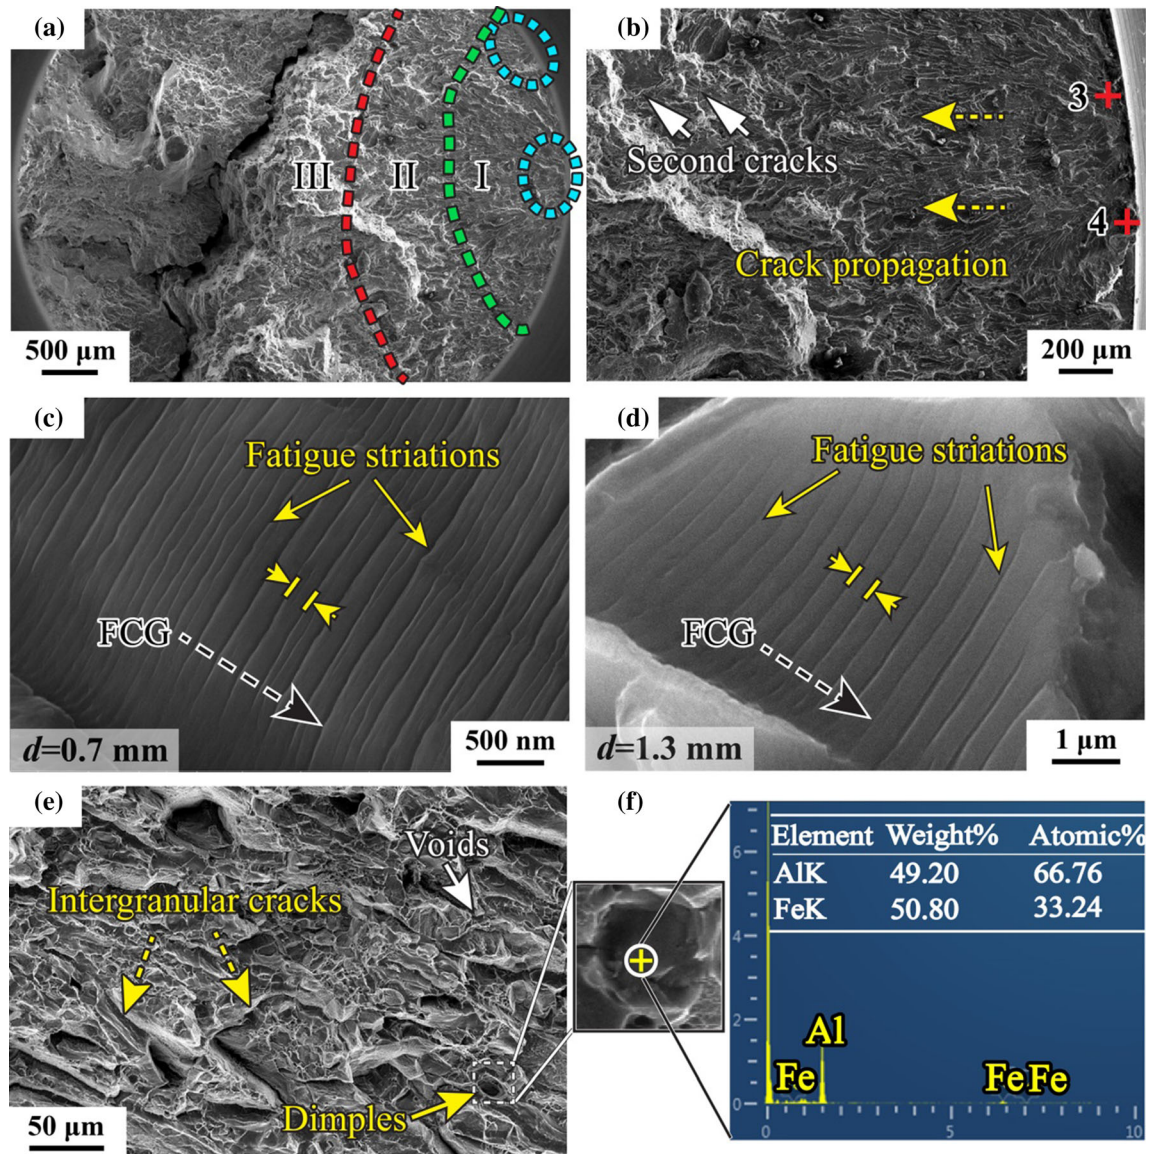 (a)
III II I
500 μm
(b)
3
Second cracks
4
Crack propagation
200 μm
(c)
Fatigue striations
FCG
d=0.7 mm
500 nm
(d)
Fatigue striations
FCG
d=1.3 mm
1 μm
(e)
Voids
Intergranular cracks
Dimples
50 μm
(f)
Element Weight% Atomic%
AlK 49.20 66.76
FeK 50.80 33.24
6
4
2
0
Al
Fe
Fe Fe
0 5 10